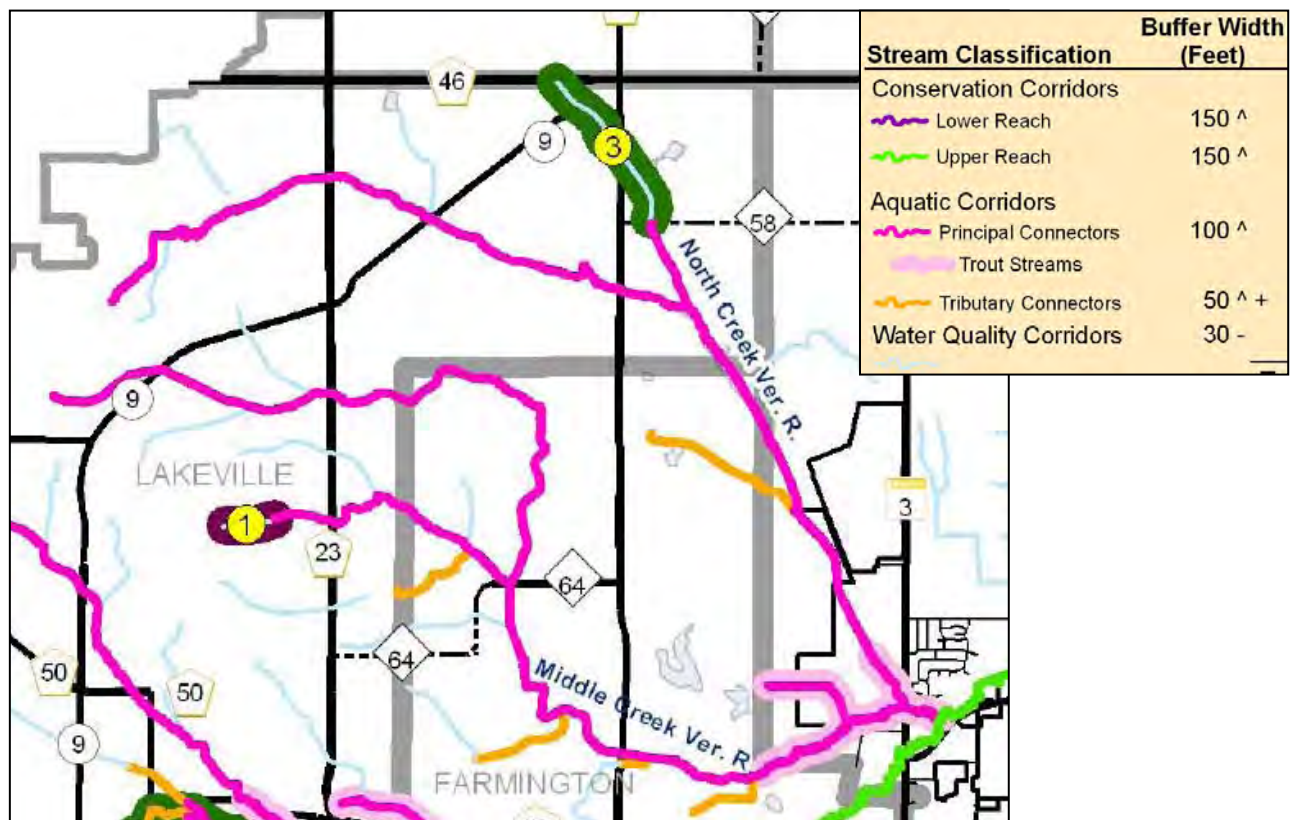 Buffer Width
Stream Classification (Feet)
Conservation Corridors
Lower Reach 150 ^
Upper Reach 150 ^
Aquatic Corridors
Principal Connectors 100 ^
Trout Streams
Tributary Connectors 50 ^ +
Water Quality Corridors 30 -
46
9
3
58
North Creek Ver. R.
9
LAKEVILLE
1
23
3
64
64
50
50
Middle Creek Ver. R.
9
FARMINGTON